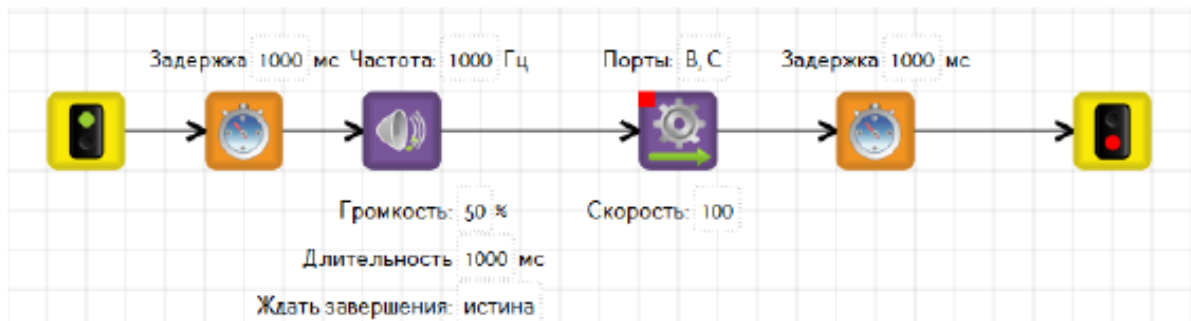 Задержка 1000 мс Частота: 1000 Гц Порты: B, C Задержка 1000 мс
Громкость: 50 % Скорость: 100
Длительность 1000 мс
Ждать завершения: истина